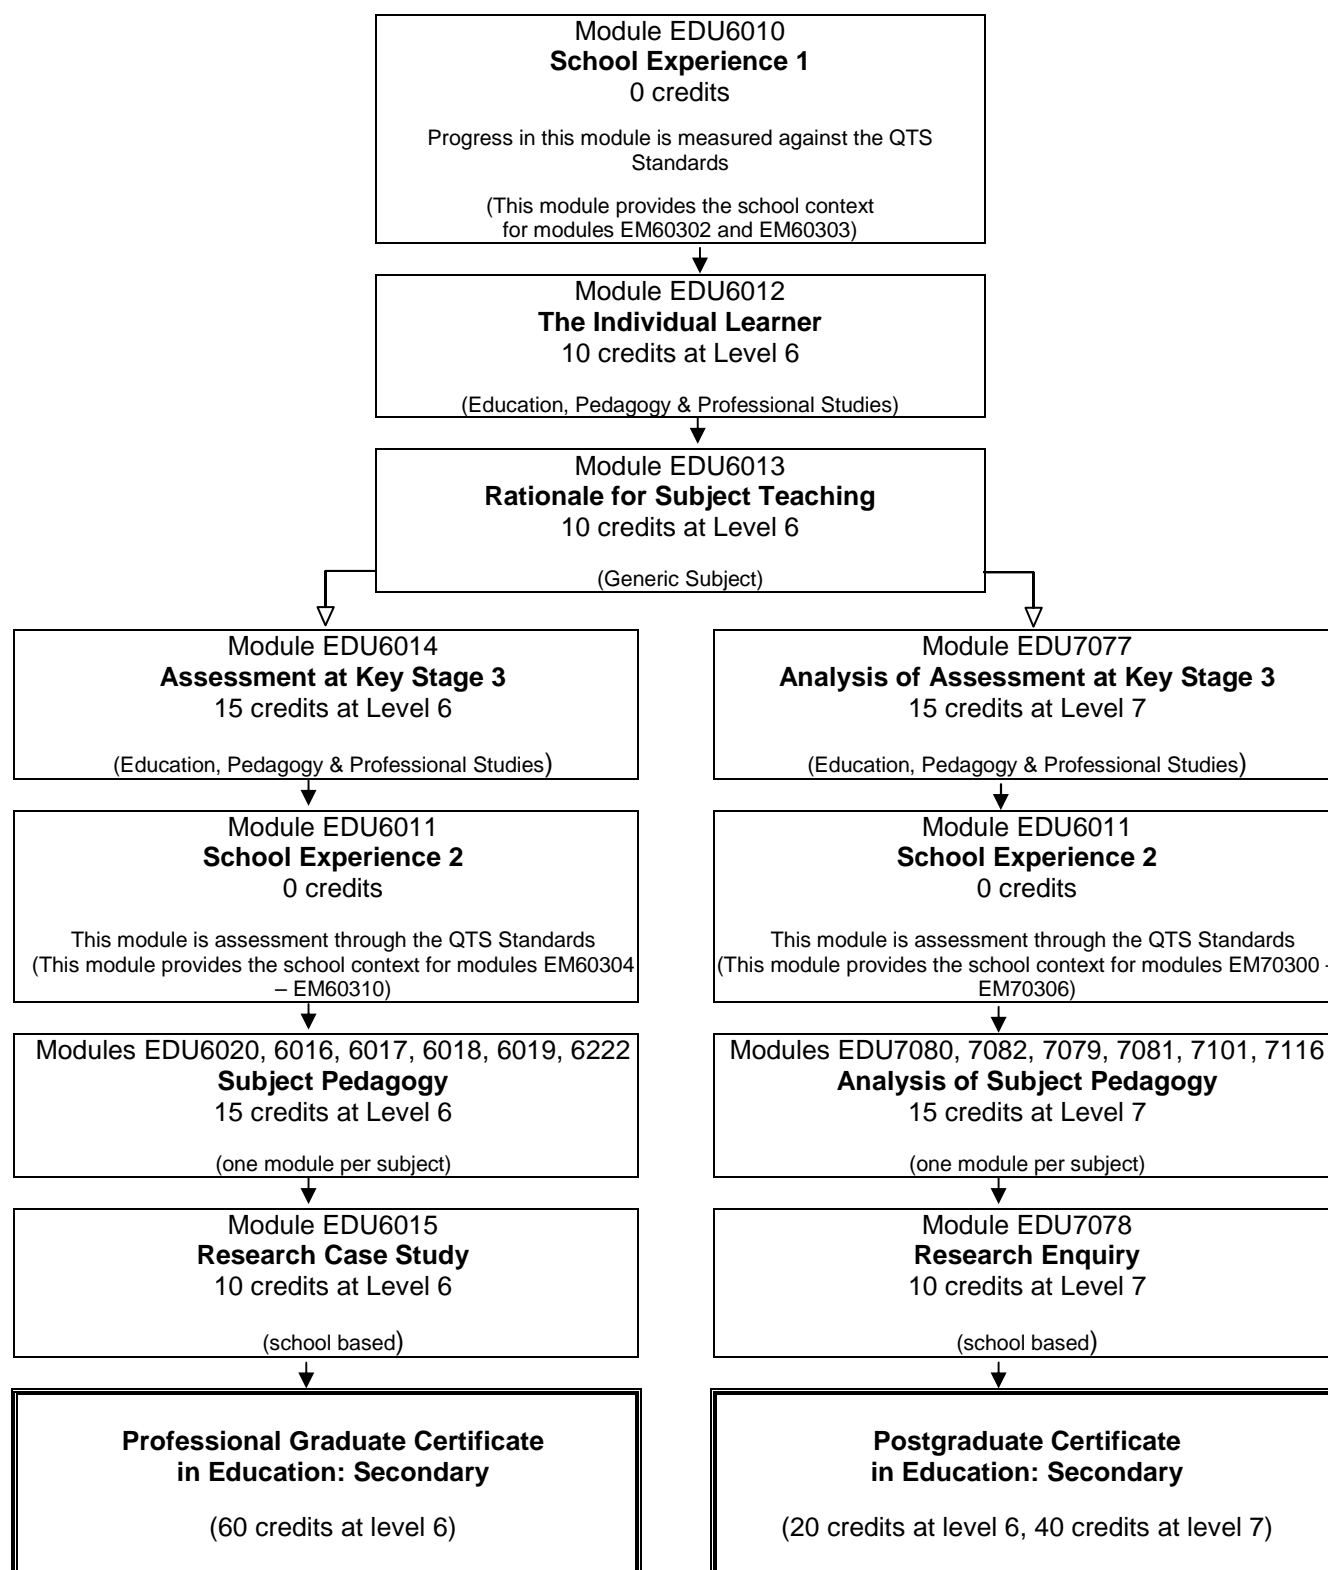 Module EDU6010
School Experience 1
0 credits
Progress in this module is measured against the QTS
Standards
(This module provides the school context
for modules EM60302 and EM60303)
Module EDU6012
The Individual Learner
10 credits at Level 6
(Education, Pedagogy & Professional Studies)
Module EDU6013
Rationale for Subject Teaching
10 credits at Level 6
(Generic Subject)
Module EDU6014
Assessment at Key Stage 3
15 credits at Level 6
(Education, Pedagogy & Professional Studies)
Module EDU6011
School Experience 2
0 credits
This module is assessment through the QTS Standards
(This module provides the school context for modules EM60304
– EM60310)
Modules EDU6020, 6016, 6017, 6018, 6019, 6222
Subject Pedagogy
15 credits at Level 6
(one module per subject)
Module EDU6015
Research Case Study
10 credits at Level 6
(school based)
Professional Graduate Certificate
in Education: Secondary
(60 credits at level 6)
Module EDU7077
Analysis of Assessment at Key Stage 3
15 credits at Level 7
(Education, Pedagogy & Professional Studies)
Module EDU6011
School Experience 2
0 credits
This module is assessment through the QTS Standards
(This module provides the school context for modules EM70300 –
EM70306)
Modules EDU7080, 7082, 7079, 7081, 7101, 7116
Analysis of Subject Pedagogy
15 credits at Level 7
(one module per subject)
Module EDU7078
Research Enquiry
10 credits at Level 7
(school based)
Postgraduate Certificate
in Education: Secondary
(20 credits at level 6, 40 credits at level 7)